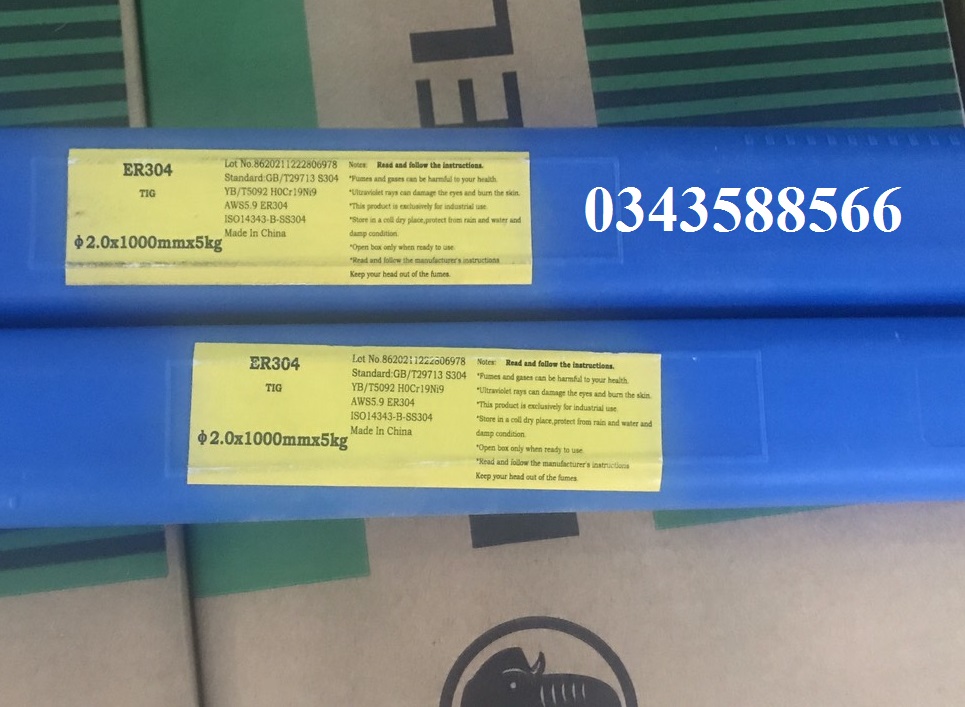 EL
ER304
TIG
ϕ2.0x1000mmx5kg
Lot No.8620211222806978
Standard:GB/T29713 S304
YB/T5092 H0Cr19Ni9
AWS5.9 ER304
ISO14343-B-SS304
Made In China
Notes: Read and follow the instructions.
*Fumes and gases can be harmful to your health.
*Ultraviolet rays can damage the eyes and burn the skin.
*This product is exclusively for industrial use.
*Store in a coll dry place,protect from rain and water and
damp condition.
*Open box only when ready to use.
*Read and follow the manufacturer's instructions
Keep your head out of the fumes.
0343588566
ER304
TIG
ϕ2.0x1000mmx5kg
Lot No.8620211222806978
Standard:GB/T29713 S304
YB/T5092 H0Cr19Ni9
AWS5.9 ER304
ISO14343-B-SS304
Made In China
Notes: Read and follow the instructions.
*Fumes and gases can be harmful to your health.
*Ultraviolet rays can damage the eyes and burn the skin.
*This product is exclusively for industrial use.
*Store in a coll dry place,protect from rain and water and
damp condition.
*Open box only when ready to use.
*Read and follow the manufacturer's instructions
Keep your head out of the fumes.